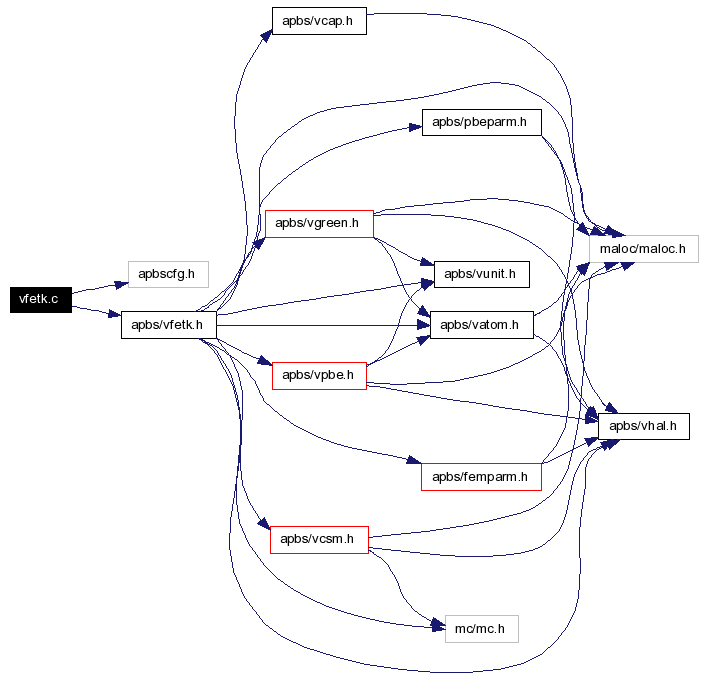 apbs/vcap.h
apbs/pbeparm.h
apbs/vgreen.h
maloc/maloc.h
apbscfg.h
apbs/vunit.h
vfetk.c
apbs/vfetk.h
apbs/vatom.h
apbs/vpbe.h
apbs/vhal.h
apbs/femparm.h
apbs/vcsm.h
mc/mc.h